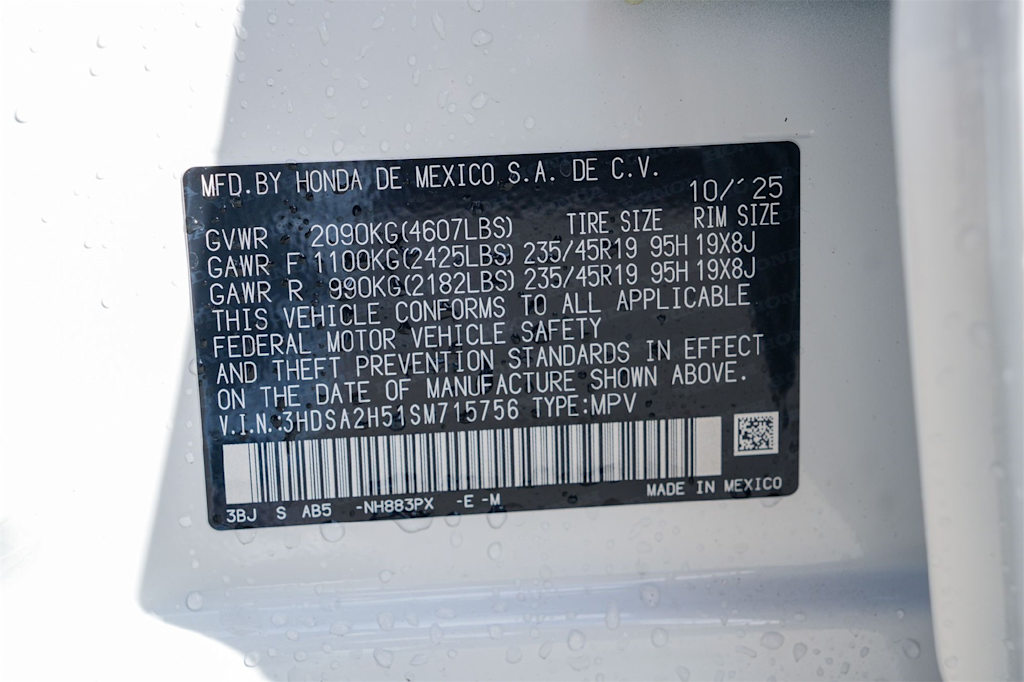 MFD.BY HONDA DE MEXICO S.A. DE C.V.
10/'25
TIRE SIZE RIM SIZE
GVWR 2090KG(4607LBS)
GAWR F 1100KG(2425LBS) 235/45R19 95H 19X8J
GAWR R 990KG(2182LBS) 235/45R19 95H 19X8J
THIS VEHICLE CONFORMS TO ALL APPLICABLE
FEDERAL MOTOR VEHICLE SAFETY
AND THEFT PREVENTION STANDARDS IN EFFECT
ON THE DATE OF MANUFACTURE SHOWN ABOVE.
V.I.N.:3HDSA2H51SM715756 TYPE:MPV
3BJ S AB5 -NH883PX -E -M MADE IN MEXICO